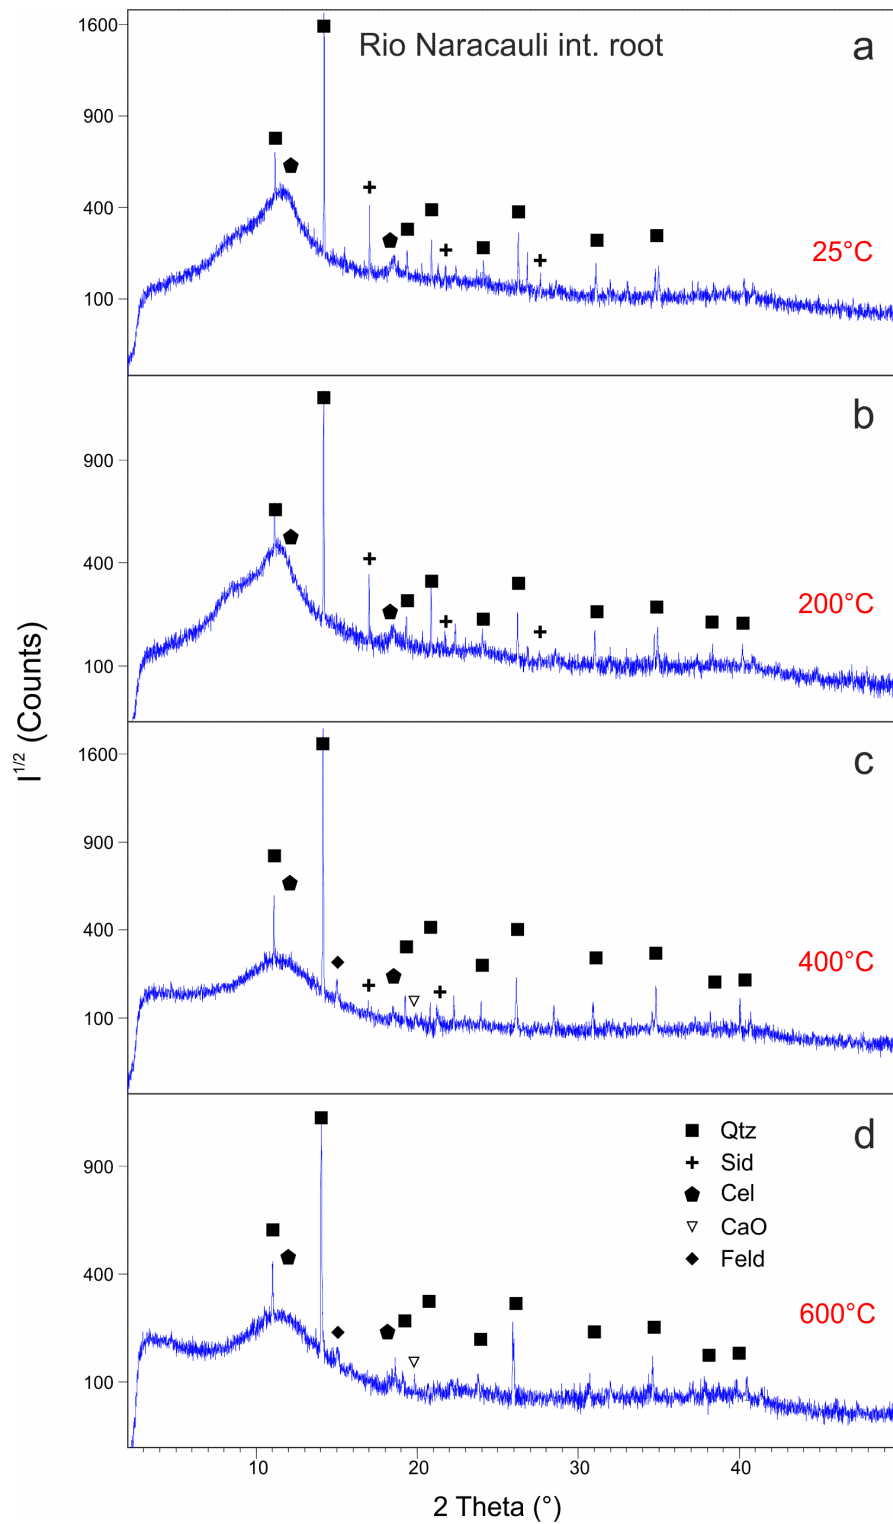 1600
Rio Naracauli int. root
a
900
400
25°C
100
b
900
400
200°C
100
I1/2 (Counts)
c
1600
900
400
400°C
100
d
Qtz
900
Sid
Cel
CaO
Feld
400
600°C
100
10 20 30 40
2 Theta (°)